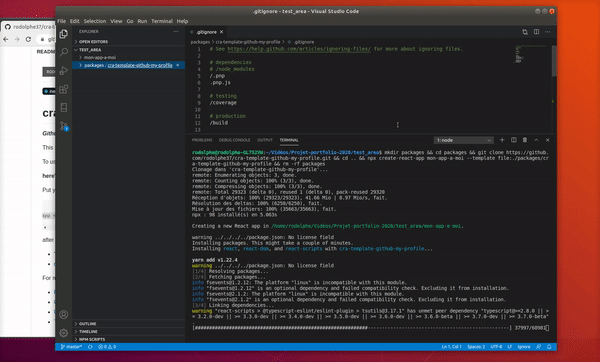 .gitignore - test_area - Visual Studio Code
File Edit Selection View Go Run Terminal Help
rodolphe37/cra-
README
EXPLORER
OPEN EDITORS
TEST_AREA
mon-app-a-moi
packages / cra-template-github-my-profile
OUTLINE
TIMELINE
NPM SCRIPTS
.gitignore
packages > cra-template-github-my-profile > .gitignore
1 # See https://help.github.com/articles/ignoring-files/ for more about ignoring files.
2
3 # dependencies
4 # /node_modules
5 /.pnp
6 .pnp.js
7
8 # testing
9 /coverage
10
11 # production
12 /build
PROBLEMS OUTPUT DEBUG CONSOLE TERMINAL 1: node
rodolphe@rodolphe-GL752VW:~/Vidéos/Projet-portfolio-2020/test_area$ mkdir packages && cd packages && git clone https://github.
com/rodolphe37/cra-template-github-my-profile.git && cd .. && npx create-react-app mon-app-a-moi --template file:./packages/cr
a-template-github-my-profile && rm -rf packages
Clonage dans 'cra-template-github-my-profile'...
remote: Enumerating objects: 3, done.
remote: Counting objects: 100% (3/3), done.
remote: Compressing objects: 100% (3/3), done.
remote: Total 29323 (delta 0), reused 1 (delta 0), pack-reused 29320
Réception d'objets: 100% (29323/29323), 41.66 Mio | 8.97 Mio/s, fait.
Résolution des deltas: 100% (6250/6250), fait.
Mise à jour des fichiers: 100% (35663/35663), fait.
npx : 98 installé(s) en 5.063s
Creating a new React app in /home/rodolphe/Vidéos/Projet-portfolio-2020/test_area/mon-app-a-moi.
warning ../../../../package.json: No license field
Installing packages. This might take a couple of minutes.
Installing react, react-dom, and react-scripts with cra-template-github-my-profile...
yarn add v1.22.4
warning ../../../../package.json: No license field
[1/4] Resolving packages...
[2/4] Fetching packages...
info fsevents@1.2.12: The platform "linux" is incompatible with this module.
info "fsevents@1.2.12" is an optional dependency and failed compatibility check. Excluding it from installation.
info fsevents@2.1.2: The platform "linux" is incompatible with this module.
info "fsevents@2.1.2" is an optional dependency and failed compatibility check. Excluding it from installation.
[3/4] Linking dependencies...
warning "react-scripts > @typescript-eslint/eslint-plugin > tsutils@3.17.1" has unmet peer dependency "typescript@>=2.8.0 || >
= 3.2.0-dev || >= 3.3.0-dev || >= 3.4.0-dev || >= 3.5.0-dev || >= 3.6.0-dev || >= 3.6.0-beta || >= 3.7.0-dev || >= 3.7.0-beta"
master*
Ln 1, Col 1 Spaces: 2 UTF-8 LF Ignore